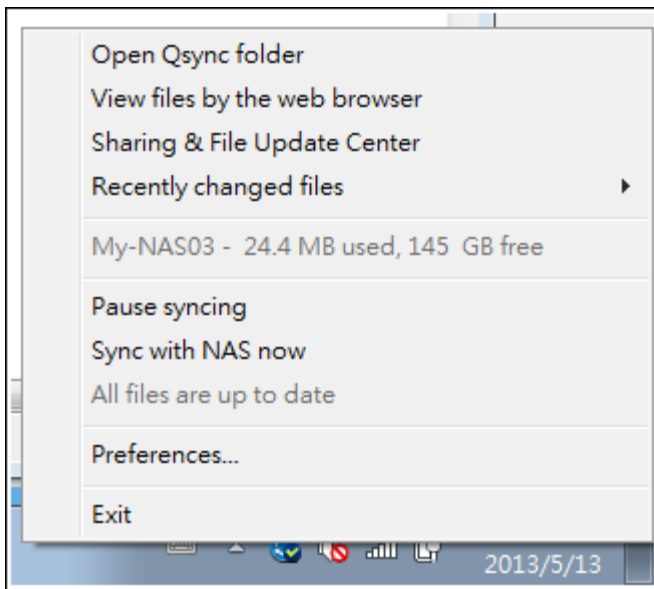 Open Qsync folder
View files by the web browser
Sharing & File Update Center
Recently changed files
My-NAS03 - 24.4 MB used, 145 GB free
Pause syncing
Sync with NAS now
All files are up to date
Preferences...
Exit
2013/5/13